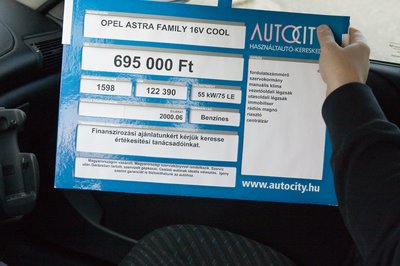 OPEL ASTRA FAMILY 16V COOL
AUTOCITY
HASZNÁLTAUTÓ-KERESKE
695 000 Ft
1598
122 390
55 kW/75 LE
2000.06
Benzines
Finanszírozási ajánlatunkért kérjük keresse
értékesítési tanácsadóinkat.
fordulatszámmérő
szervokormány
manuális klíma
vezetőoldali légzsák
utasoldali légzsák
immobiliser
rádiós magnó
riasztó
centrálzár
www.autocity.hu